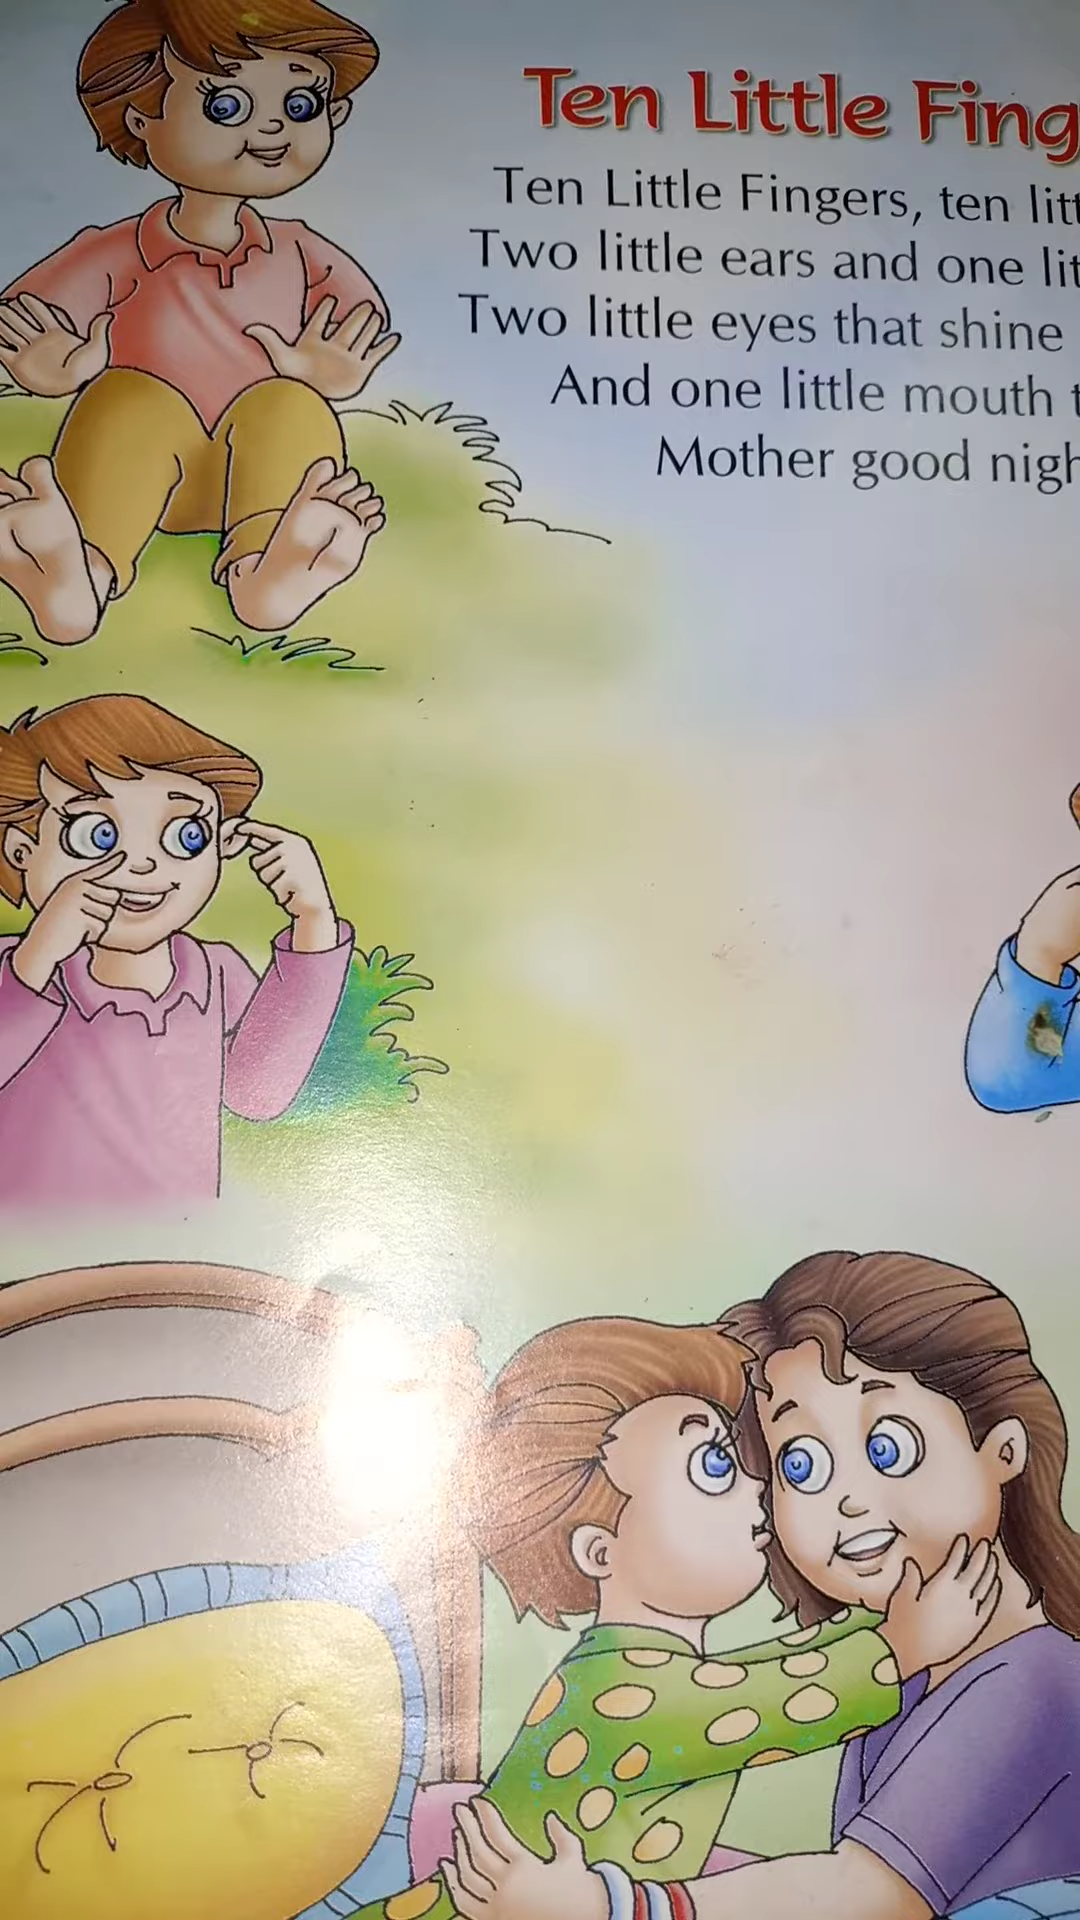 Ten Little Fing
Ten Little Fingers, ten litt
Two little ears and one lit
Two little eyes that shine
And one little mouth t
Mother good nigh